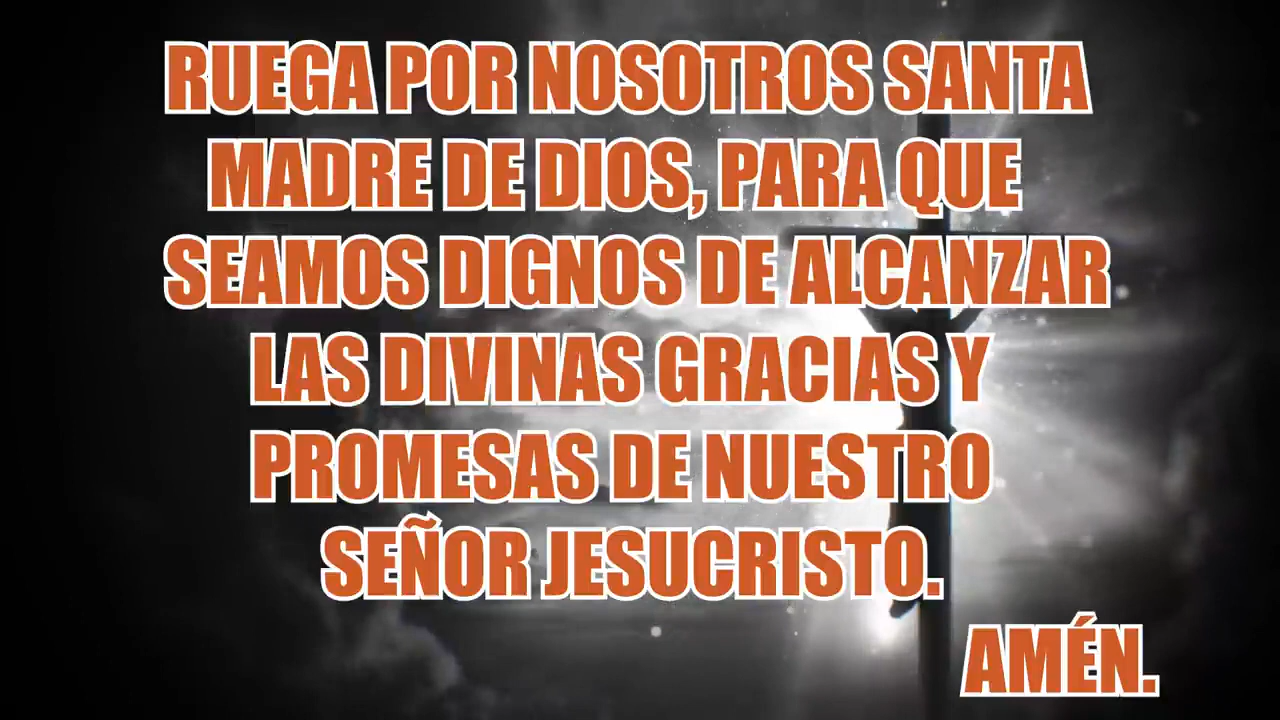 RUEGA POR NOSOTROS SANTA
MADRE DE DIOS, PARA QUE
SEAMOS DIGNOS DE ALCANZAR
LAS DIVINAS GRACIAS Y
PROMESAS DE NUESTRO
SEÑOR JESUCRISTO.
AMÉN.